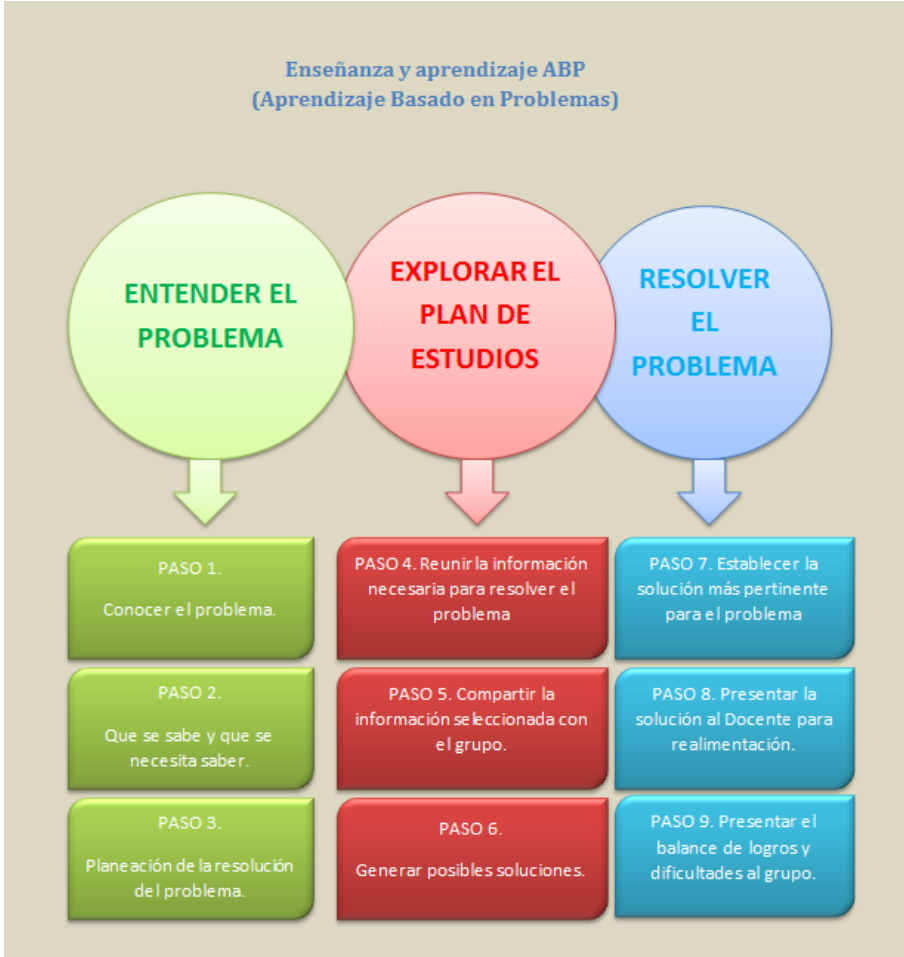 Enseñanza y aprendizaje ABP
(Aprendizaje Basado en Problemas)
ENTENDER EL
PROBLEMA
EXPLORAR EL
PLAN DE
ESTUDIOS
RESOLVER
EL
PROBLEMA
PASO 1.
Conocer el problema.
PASO 2.
Que se sabe y que se
necesita saber.
PASO 3.
Planeación de la resolución
del problema.
PASO 4. Reunir la información
necesaria para resolver el
problema
PASO 5. Compartir la
información seleccionada con
el grupo.
PASO 6.
Generar posibles soluciones.
PASO 7. Establecer la
solución más pertinente
para el problema
PASO 8. Presentar la
solución al Docente para
realimentación.
PASO 9. Presentar el
balance de logros y
dificultades al grupo.